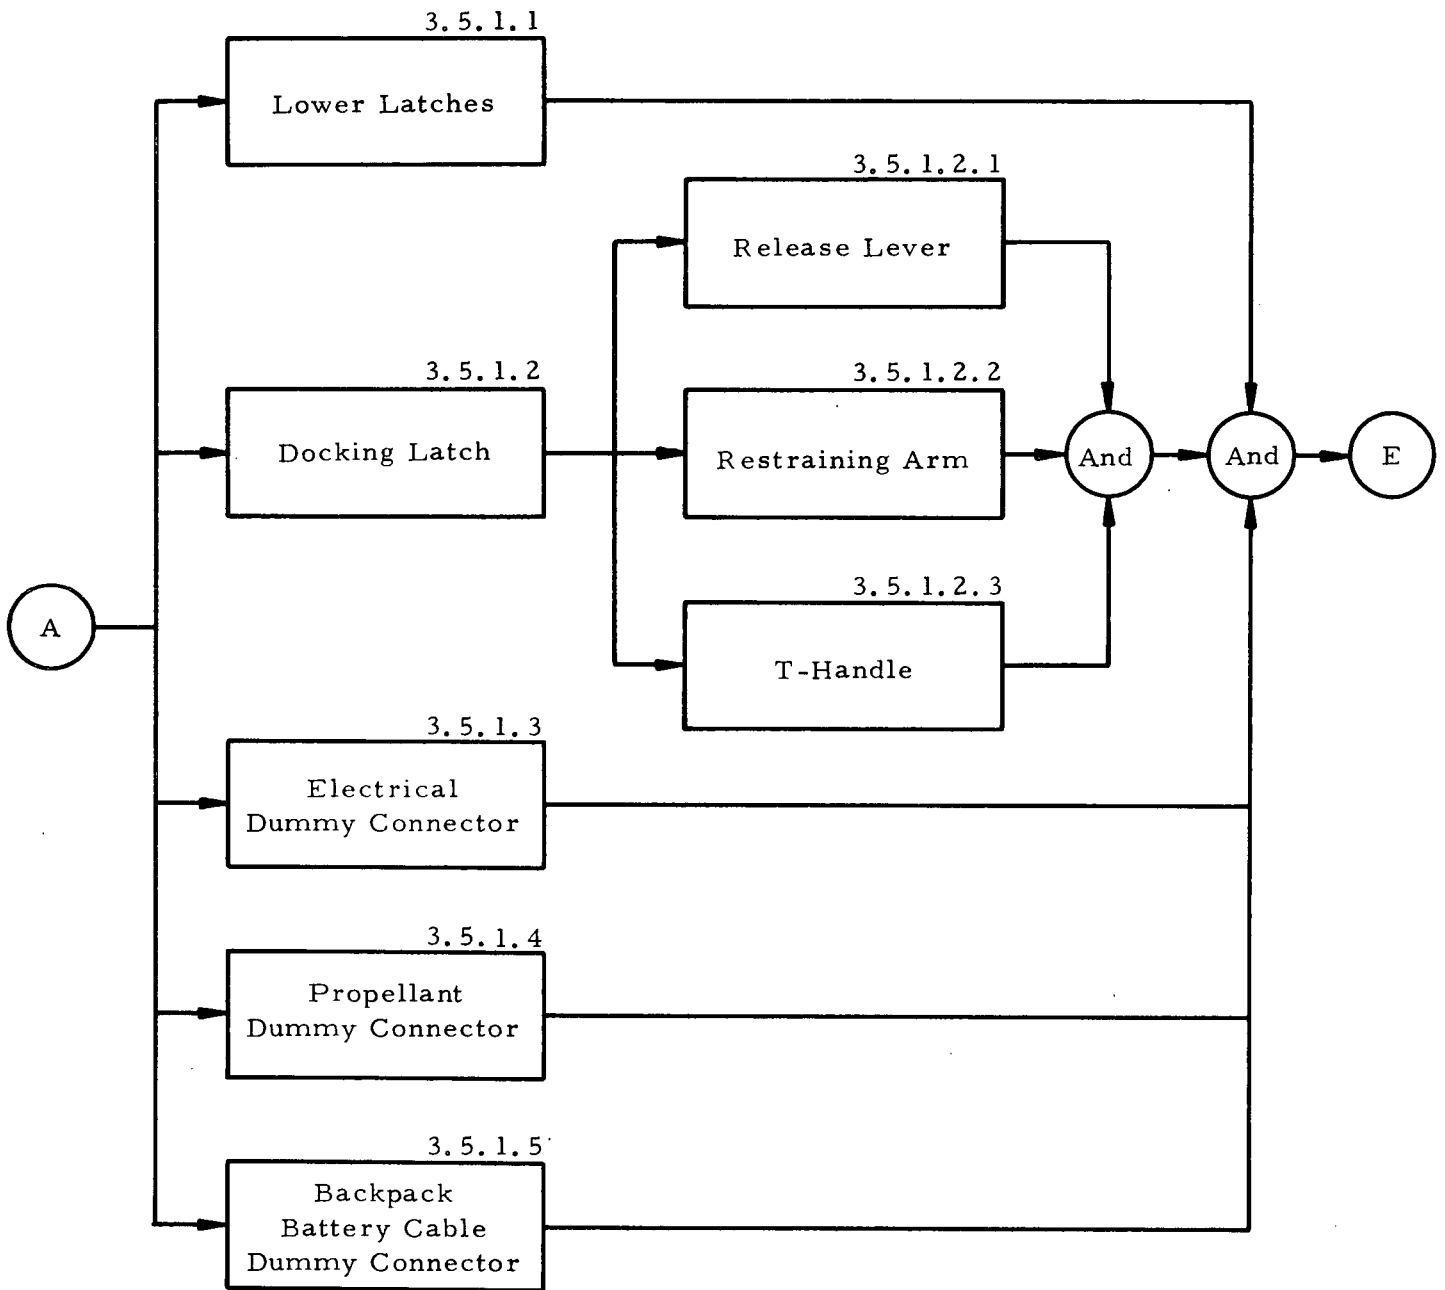 3.5.1.1
Lower Latches
3.5.1.2.1
Release Lever
3.5.1.2
Docking Latch
3.5.1.2.2
Restraining Arm
And
And
E
A
3.5.1.2.3
T-Handle
3.5.1.3
Electrical
Dummy Connector
3.5.1.4
Propellant
Dummy Connector
3.5.1.5
Backpack
Battery Cable
Dummy Connector